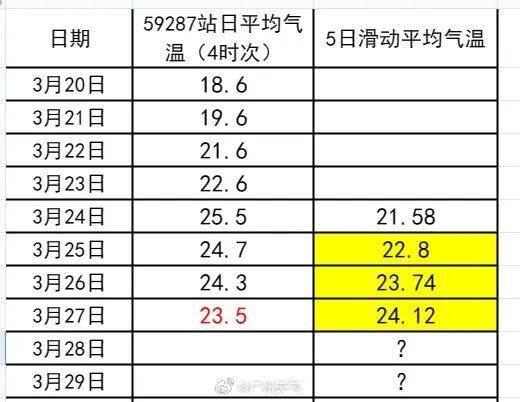 日期 59287站日平均气温（4时次） 5日滑动平均气温
3月20日 18.6
3月21日 19.6
3月22日 21.6
3月23日 22.6
3月24日 25.5 21.58
3月25日 24.7 22.8
3月26日 24.3 23.74
3月27日 23.5 24.12
3月28日 ?
3月29日 ?
@广州天气